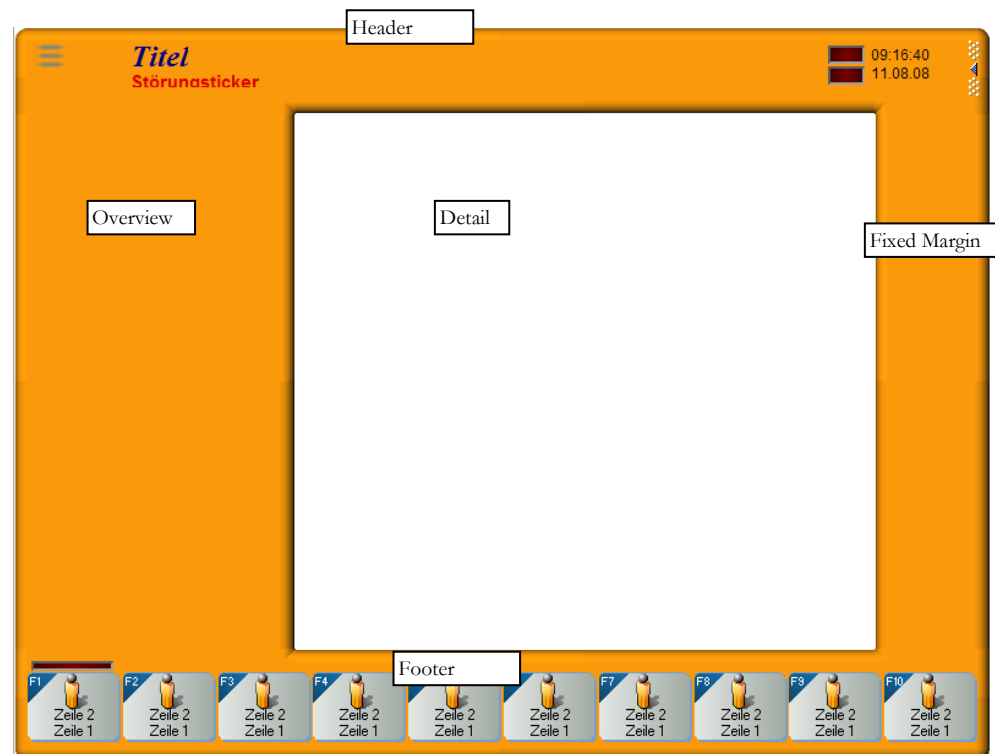 Header
Titel
Störungsticker
09:16:40
11.08.08
Overview
Detail
Fixed Margin
Footer
F1
F2
F3
F4
F7
F8
F9
F10
Zeile 2
Zeile 2
Zeile 2
Zeile 2
Zeile 2
Zeile 2
Zeile 2
Zeile 2
Zeile 2
Zeile 2
Zeile 1
Zeile 1
Zeile 1
Zeile 1
Zeile 1
Zeile 1
Zeile 1
Zeile 1
Zeile 1
Zeile 1